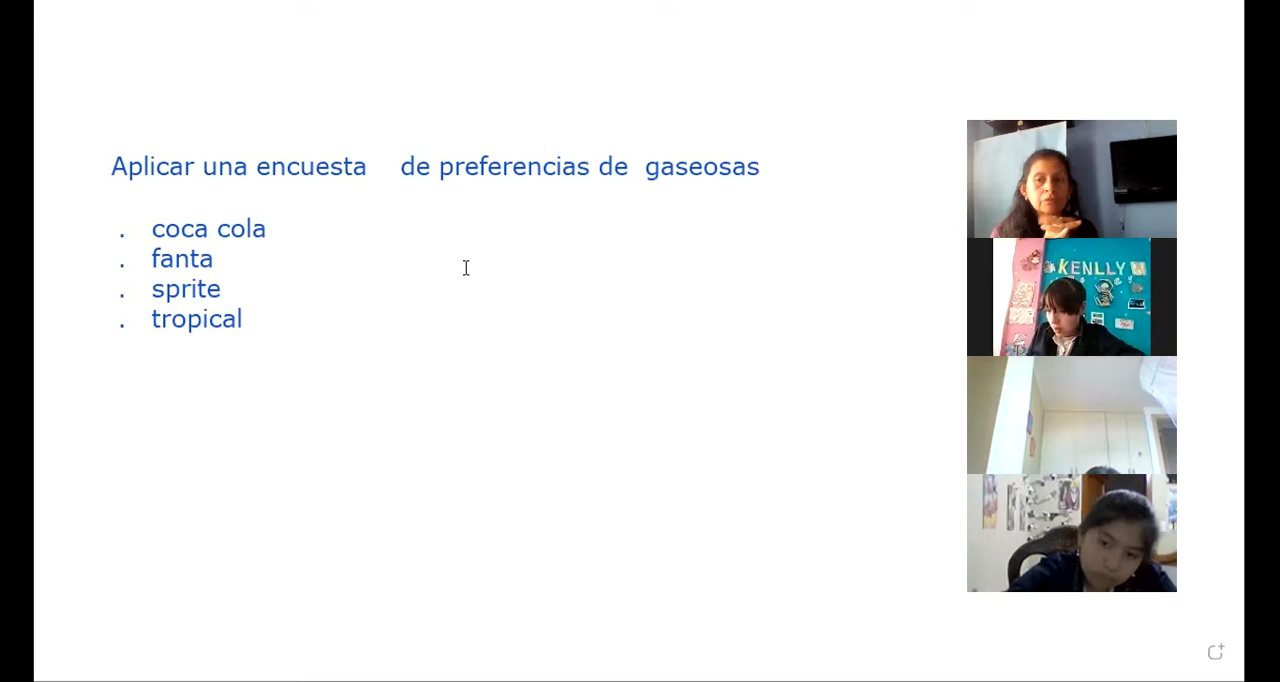 Aplicar una encuesta de preferencias de gaseosas
. coca cola
. fanta
. sprite
. tropical
KENLLY